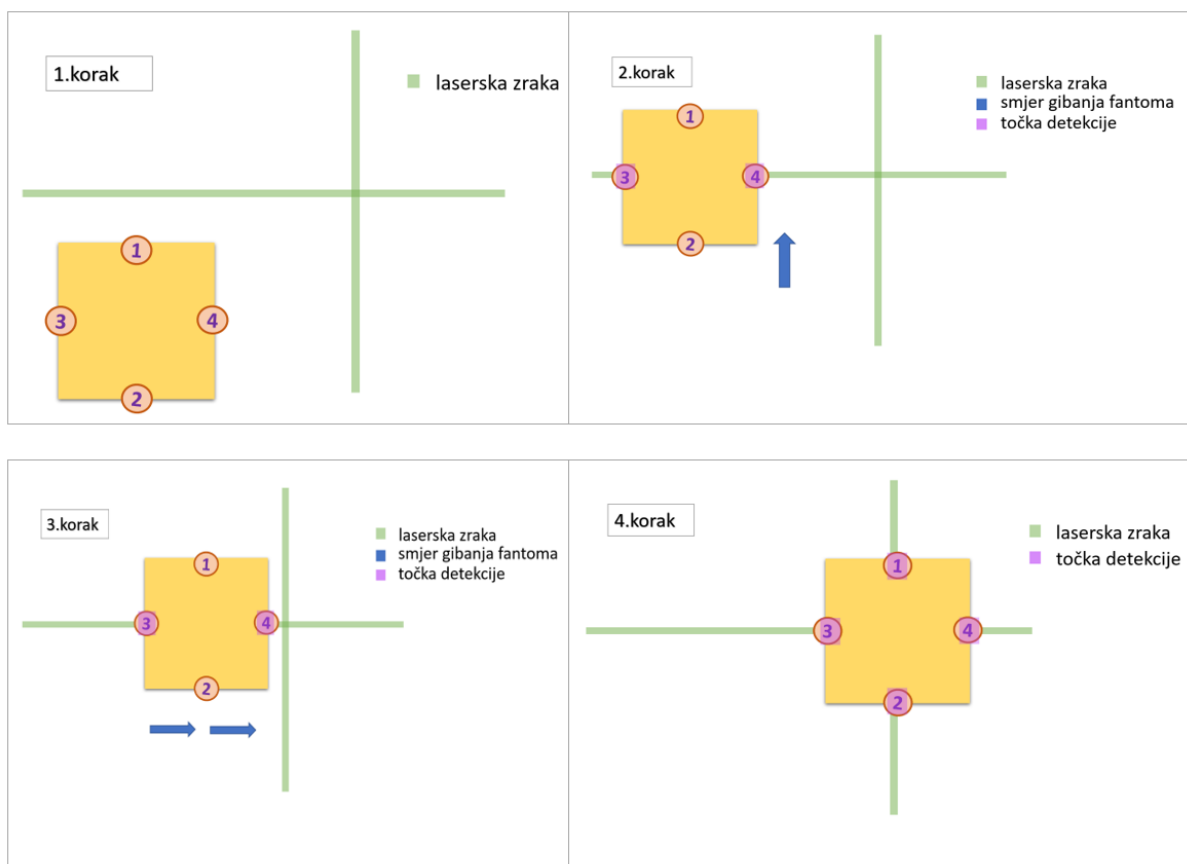 1.korak
laserska zraka
1
3
4
2
2.korak
laserska zraka
smjer gibanja fantoma
točka detekcije
1
3
4
2
3.korak
laserska zraka
smjer gibanja fantoma
točka detekcije
1
3
4
2
4.korak
laserska zraka
točka detekcije
1
3
4
2